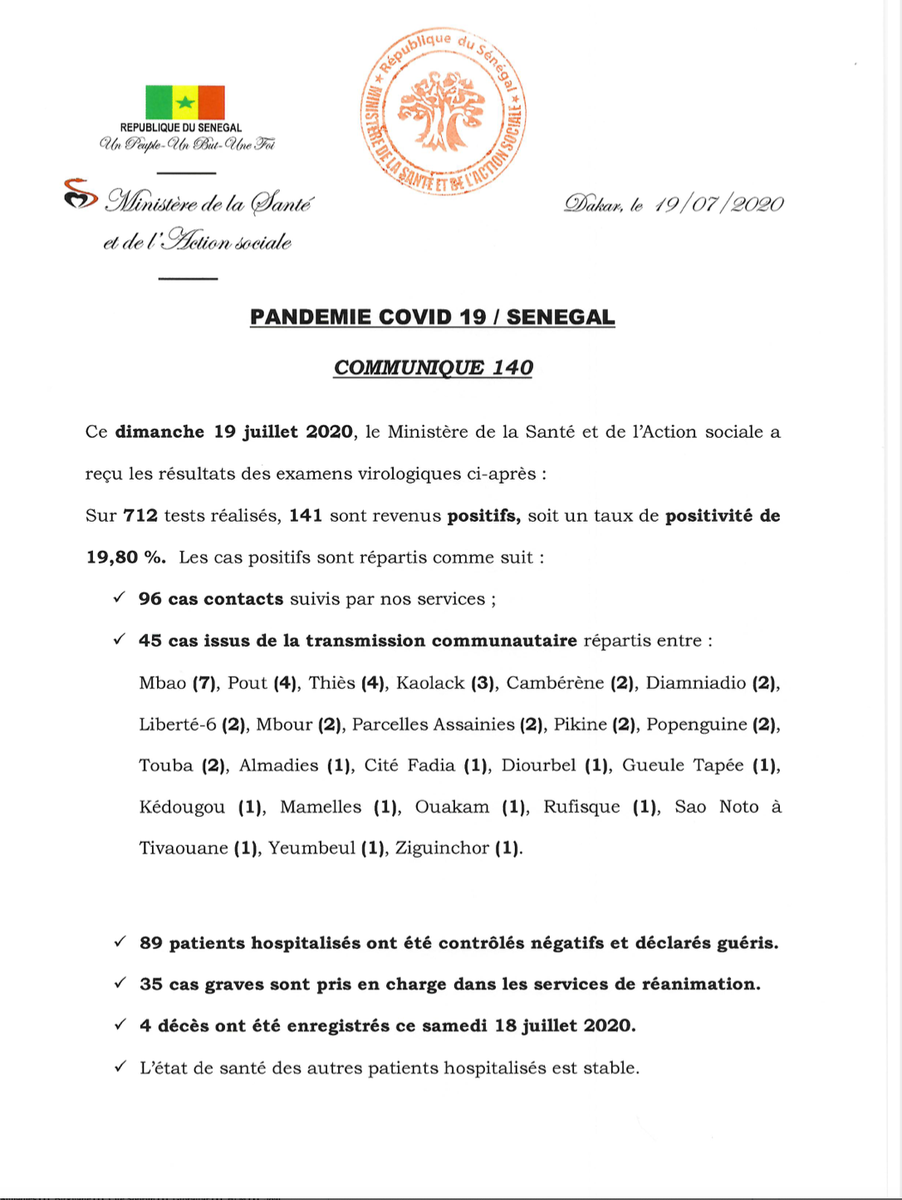 République du Sénégal
MINISTÈRE DE LA SANTÉ ET DE L'ACTION SOCIALE
REPUBLIQUE DU SENEGAL
Un Peuple-Un But-Une Foi
Ministère de la Santé
et de l'Action sociale
Dakar, le 19/07/2020
PANDEMIE COVID 19 / SENEGAL
COMMUNIQUE 140
Ce dimanche 19 juillet 2020, le Ministère de la Santé et de l'Action sociale a
reçu les résultats des examens virologiques ci-après :
Sur 712 tests réalisés, 141 sont revenus positifs, soit un taux de positivité de
19,80 %. Les cas positifs sont répartis comme suit :
✓ 96 cas contacts suivis par nos services ;
✓ 45 cas issus de la transmission communautaire répartis entre :
Mbao (7), Pout (4), Thiès (4), Kaolack (3), Cambérène (2), Diamniadio (2),
Liberté-6 (2), Mbour (2), Parcelles Assainies (2), Pikine (2), Popenguine (2),
Touba (2), Almadies (1), Cité Fadia (1), Diourbel (1), Gueule Tapée (1),
Kédougou (1), Mamelles (1), Ouakam (1), Rufisque (1), Sao Noto à
Tivaouane (1), Yeumbeul (1), Ziguinchor (1).
✓ 89 patients hospitalisés ont été contrôlés négatifs et déclarés guéris.
✓ 35 cas graves sont pris en charge dans les services de réanimation.
✓ 4 décès ont été enregistrés ce samedi 18 juillet 2020.
✓ L'état de santé des autres patients hospitalisés est stable.